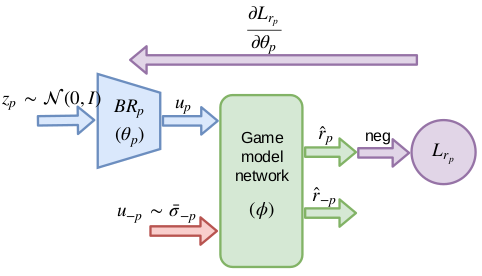 ∂L_{r_p}
∂θ_p
z_p ∼ 𝒩(0, I)
BR_p
(θ_p)
u_p
Game
model
network
(ϕ)
r̂_p
neg
L_{r_p}
u_{-p} ∼ σ̄_{-p}
r̂_{-p}